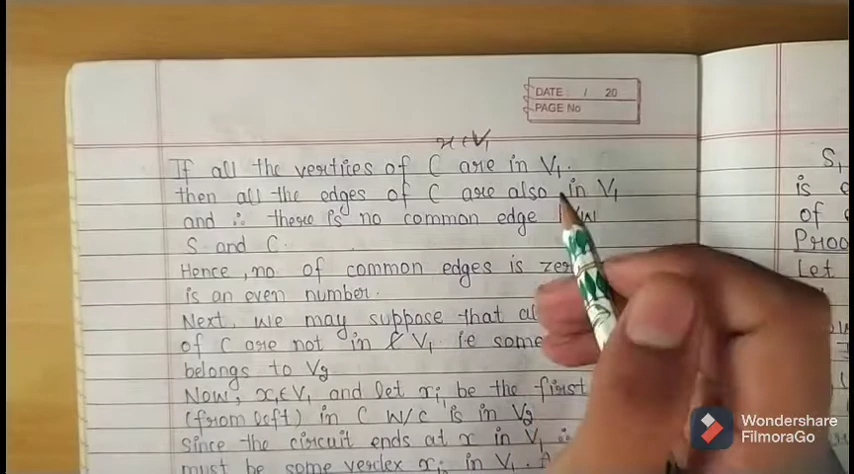 DATE / 20
PAGE No
x ∈ V₁
If all the vertices of C are in V₁.
then all the edges of C are also in V₁
and ∴ there is no common edge b/w
S and C.
Hence, no of common edges is zero
is an even number.
Next, we may suppose that
of C are not in V₁ i.e some
belongs to V₂
Now, x₁∈V₁ and let xᵢ be the first
(from left) in C w/c is in V₂
Since the circuit ends at x in V₁
must be some vertex xⱼ in V₁.
S₁
is
of
Proo
Let
Wondershare
FilmoraGo